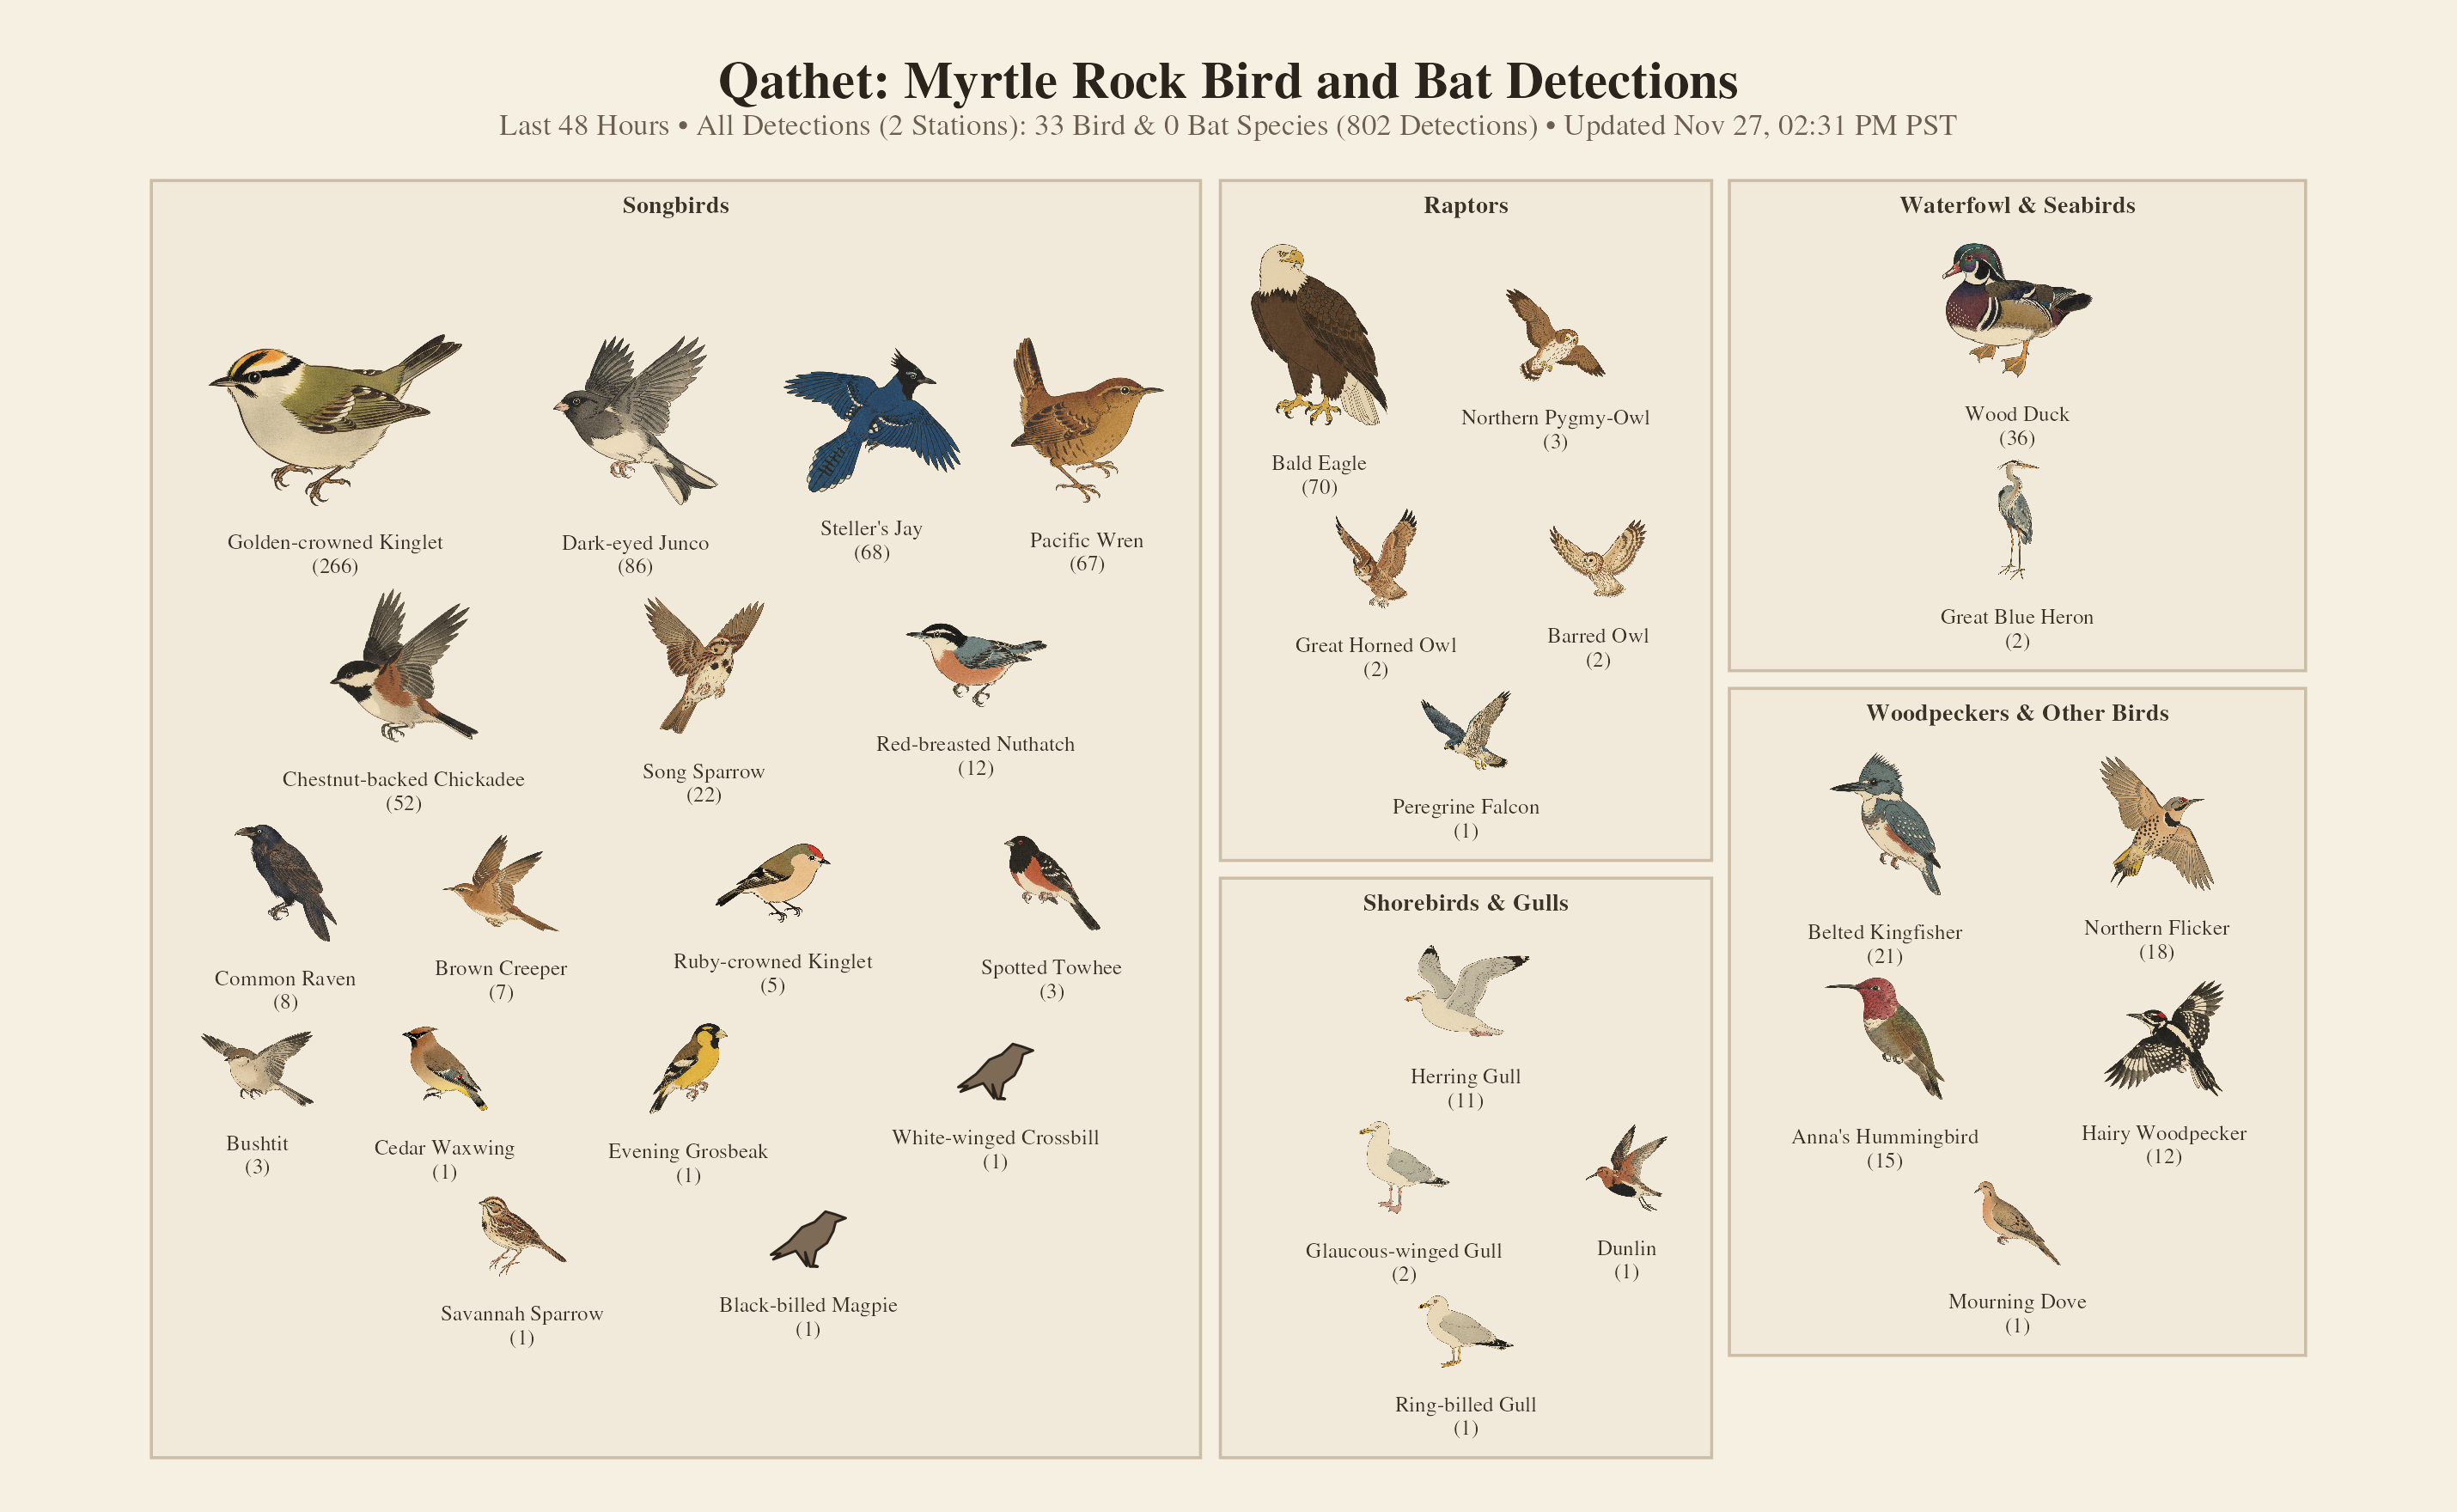 Qathet: Myrtle Rock Bird and Bat Detections
Last 48 Hours • All Detections (2 Stations): 33 Bird & 0 Bat Species (802 Detections) • Updated Nov 27, 02:31 PM PST
Songbirds
Golden-crowned Kinglet
(266)
Dark-eyed Junco
(86)
Steller's Jay
(68)
Pacific Wren
(67)
Chestnut-backed Chickadee
(52)
Song Sparrow
(22)
Red-breasted Nuthatch
(12)
Common Raven
(8)
Brown Creeper
(7)
Ruby-crowned Kinglet
(5)
Spotted Towhee
(3)
Bushtit
(3)
Cedar Waxwing
(1)
Evening Grosbeak
(1)
White-winged Crossbill
(1)
Savannah Sparrow
(1)
Black-billed Magpie
(1)
Raptors
Bald Eagle
(70)
Northern Pygmy-Owl
(3)
Great Horned Owl
(2)
Barred Owl
(2)
Peregrine Falcon
(1)
Shorebirds & Gulls
Herring Gull
(11)
Glaucous-winged Gull
(2)
Dunlin
(1)
Ring-billed Gull
(1)
Waterfowl & Seabirds
Wood Duck
(36)
Great Blue Heron
(2)
Woodpeckers & Other Birds
Belted Kingfisher
(21)
Northern Flicker
(18)
Anna's Hummingbird
(15)
Hairy Woodpecker
(12)
Mourning Dove
(1)